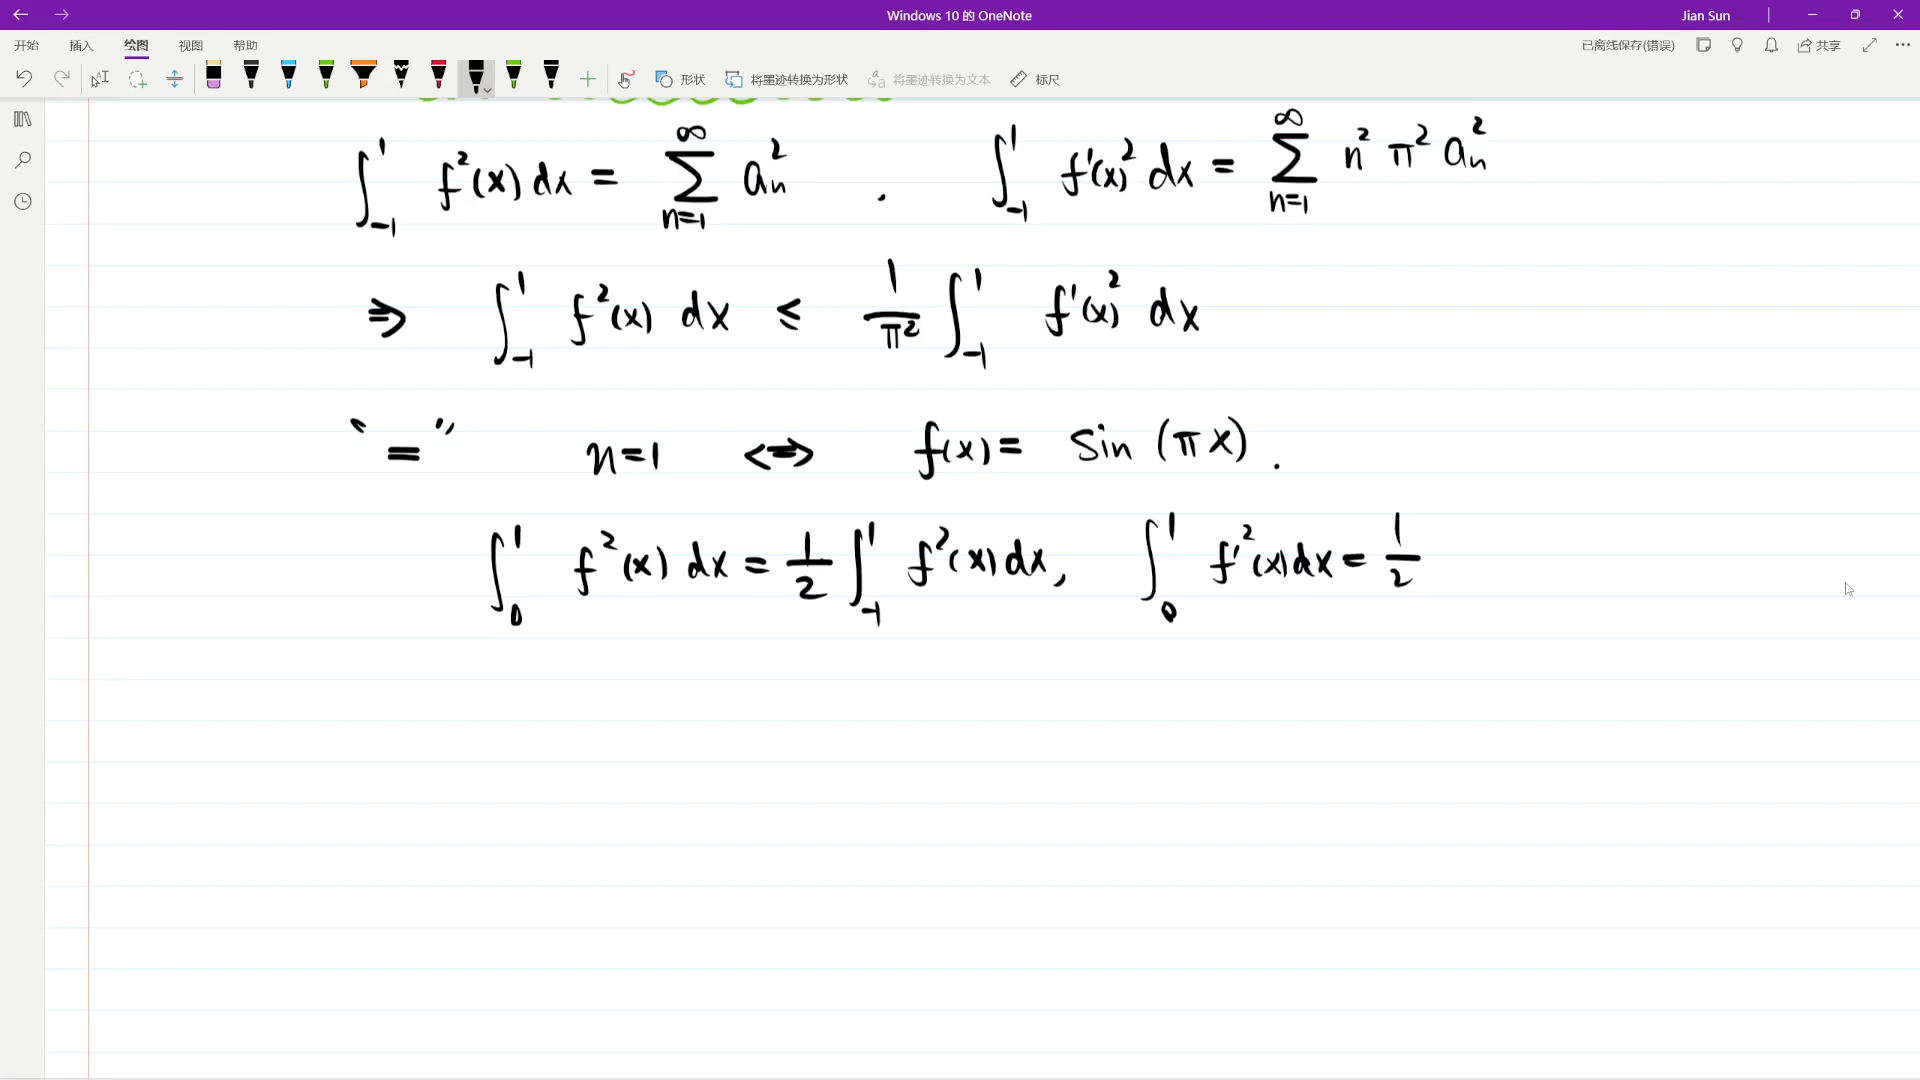 Windows 10 的 OneNote
Jian Sun
开始 插入 绘图 视图 帮助
已离线保存(错误) 共享
形状 将墨迹转换为形状 将墨迹转换为文本 标尺
∫_{-1}^{1} f²(x) dx = ∑_{n=1}^{∞} a_n² . ∫_{-1}^{1} f'(x)² dx = ∑_{n=1}^{∞} n² π² a_n²
⇒ ∫_{-1}^{1} f²(x) dx ≤ 1/π² ∫_{-1}^{1} f'(x)² dx
“ = ” n=1 ⇔ f(x) = sin (πx) .
∫_{0}^{1} f²(x) dx = 1/2 ∫_{-1}^{1} f²(x) dx, ∫_{0}^{1} f'²(x) dx = 1/2